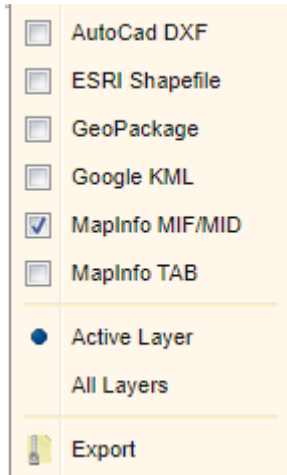 AutoCad DXF
ESRI Shapefile
GeoPackage
Google KML
MapInfo MIF/MID
MapInfo TAB
Active Layer
All Layers
Export